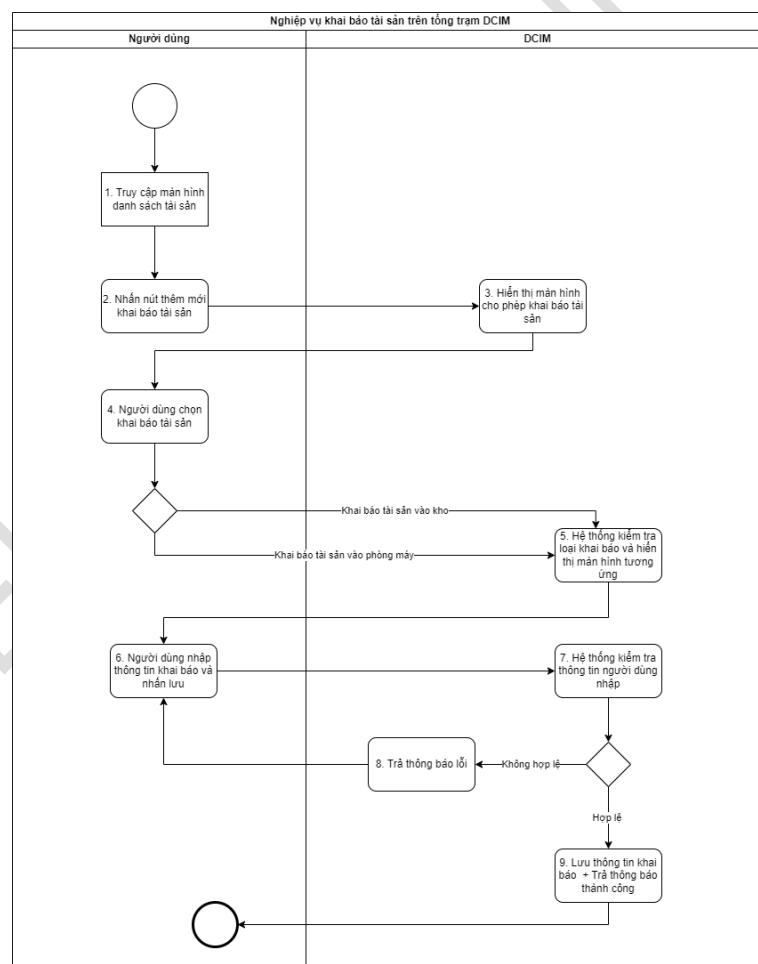 Nghiệp vụ khai báo tài sản trên tổng trạm DCIM
Người dùng
DCIM
1. Truy cập màn hình
danh sách tài sản
2. Nhấn nút thêm mới
khai báo tài sản
3. Hiển thị màn hình
cho phép khai báo tài
sản
4. Người dùng chọn
khai báo tài sản
Khai báo tài sản vào kho
Khai báo tài sản vào phòng máy
5. Hệ thống kiểm tra
loại khai báo và hiển
thị màn hình tương
ứng
6. Người dùng nhập
thông tin khai báo và
nhấn lưu
7. Hệ thống kiểm tra
thông tin người dùng
nhập
8. Trả thông báo lỗi
Không hợp lệ
Hợp lệ
9. Lưu thông tin khai
báo + Trả thông báo
thành công